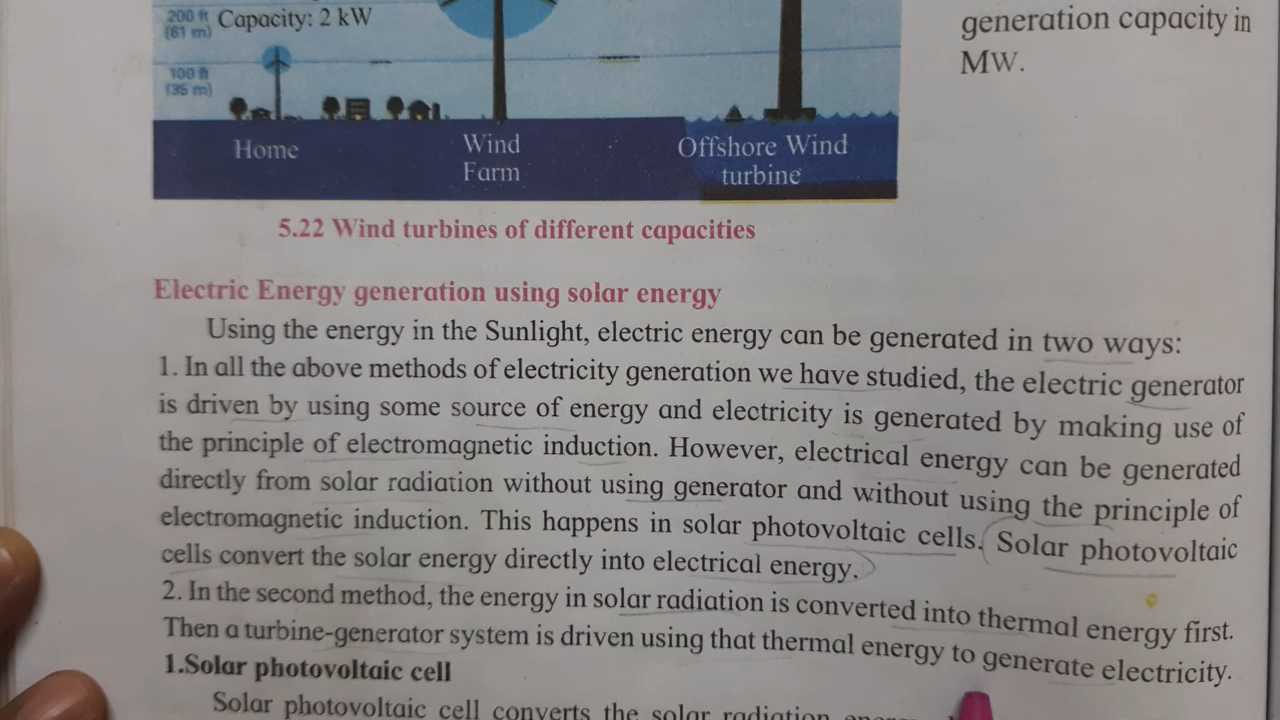 200 ft
(61 m)
Capacity: 2 kW
100 ft
(35 m)
Home
Wind
Farm
Offshore Wind
turbine
generation capacity in
MW.
5.22 Wind turbines of different capacities
Electric Energy generation using solar energy
Using the energy in the Sunlight, electric energy can be generated in two ways:
1. In all the above methods of electricity generation we have studied, the electric generator
is driven by using some source of energy and electricity is generated by making use of
the principle of electromagnetic induction. However, electrical energy can be generated
directly from solar radiation without using generator and without using the principle of
electromagnetic induction. This happens in solar photovoltaic cells. Solar photovoltaic
cells convert the solar energy directly into electrical energy.
2. In the second method, the energy in solar radiation is converted into thermal energy first.
Then a turbine-generator system is driven using that thermal energy to generate electricity.
1.Solar photovoltaic cell
Solar photovoltaic cell converts the solar radiation